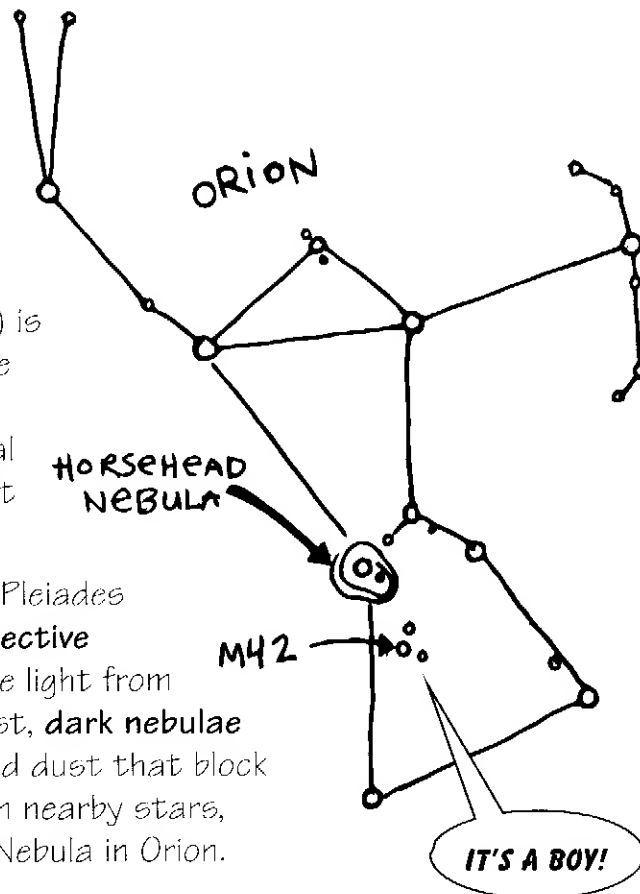 ORION
) is
e
al
t
HORSEHEAD
NEBULA
Pleiades
ective
e light from
st, dark nebulae
d dust that block
n nearby stars,
Nebula in Orion.
M42
IT'S A BOY!